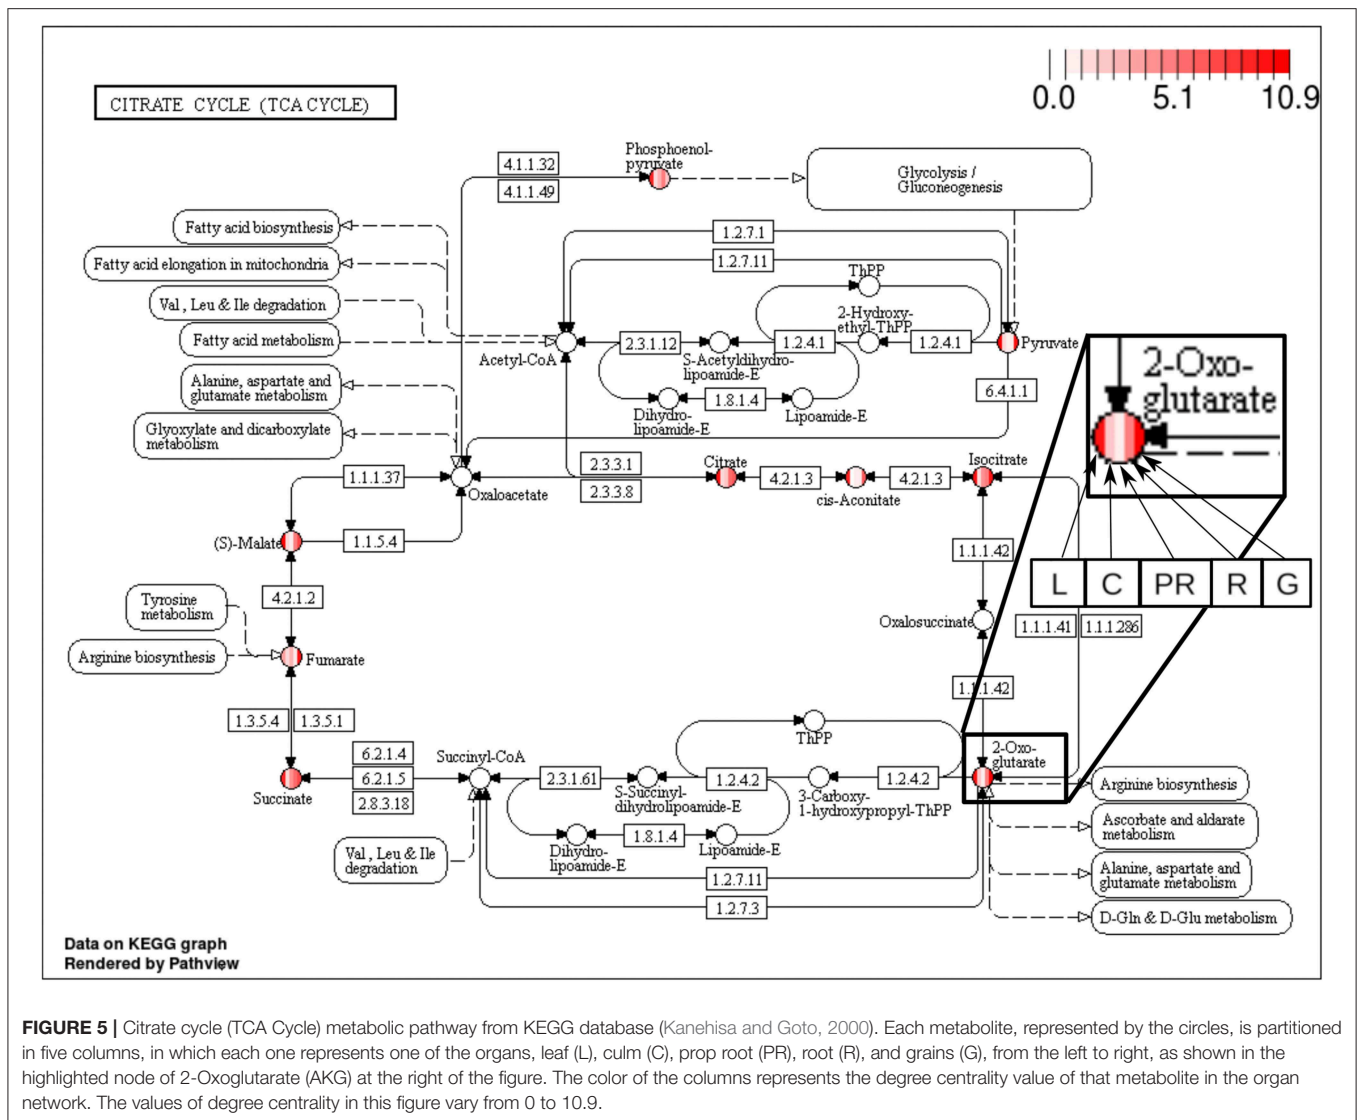 0.0 5.1 10.9
CITRATE CYCLE (TCA CYCLE)
Phosphoenol-
pyruvate
4.1.1.32
4.1.1.49
Glycolysis /
Gluconeogenesis
Fatty acid biosynthesis
Fatty acid elongation in mitochondria
Val, Leu & Ile degradation
Fatty acid metabolism
Alanine, aspartate and
glutamate metabolism
Glyoxylate and dicarboxylate
metabolism
1.2.7.1
1.2.7.11
ThPP
2-Hydroxy-
ethyl-ThPP
Acetyl-CoA
2.3.1.12
S-Acetyldihydro-
lipoamide-E
1.2.4.1
1.2.4.1
Pyruvate
6.4.1.1
Dihydro-
lipoamide-E
1.8.1.4
Lipoamide-E
2-Oxo-
glutarate
L C PR R G
1.1.1.37
Oxaloacetate
2.3.3.1
2.3.3.8
Citrate
4.2.1.3
cis-Aconitate
4.2.1.3
Isocitrate
(S)-Malate
1.1.5.4
1.1.1.42
4.2.1.2
Tyrosine
metabolism
Arginine biosynthesis
Fumarate
Oxalosuccinate
1.1.1.41
1.1.1.286
1.1.1.42
1.3.5.4
1.3.5.1
6.2.1.4
6.2.1.5
2.8.3.18
Succinate
Succinyl-CoA
2.3.1.61
S-Succinyl-
dihydrolipoamide-E
1.2.4.2
ThPP
3-Carboxy-
1-hydroxypropyl-ThPP
1.2.4.2
2-Oxo-
glutarate
Val, Leu & Ile
degradation
Dihydro-
lipoamide-E
1.8.1.4
Lipoamide-E
1.2.7.11
1.2.7.3
Arginine biosynthesis
Ascorbate and aldarate
metabolism
Alanine, aspartate and
glutamate metabolism
D-Gln & D-Glu metabolism
Data on KEGG graph
Rendered by Pathview
FIGURE 5 | Citrate cycle (TCA Cycle) metabolic pathway from KEGG database (Kanehisa and Goto, 2000). Each metabolite, represented by the circles, is partitioned
in five columns, in which each one represents one of the organs, leaf (L), culm (C), prop root (PR), root (R), and grains (G), from the left to right, as shown in the
highlighted node of 2-Oxoglutarate (AKG) at the right of the figure. The color of the columns represents the degree centrality value of that metabolite in the organ
network. The values of degree centrality in this figure vary from 0 to 10.9.